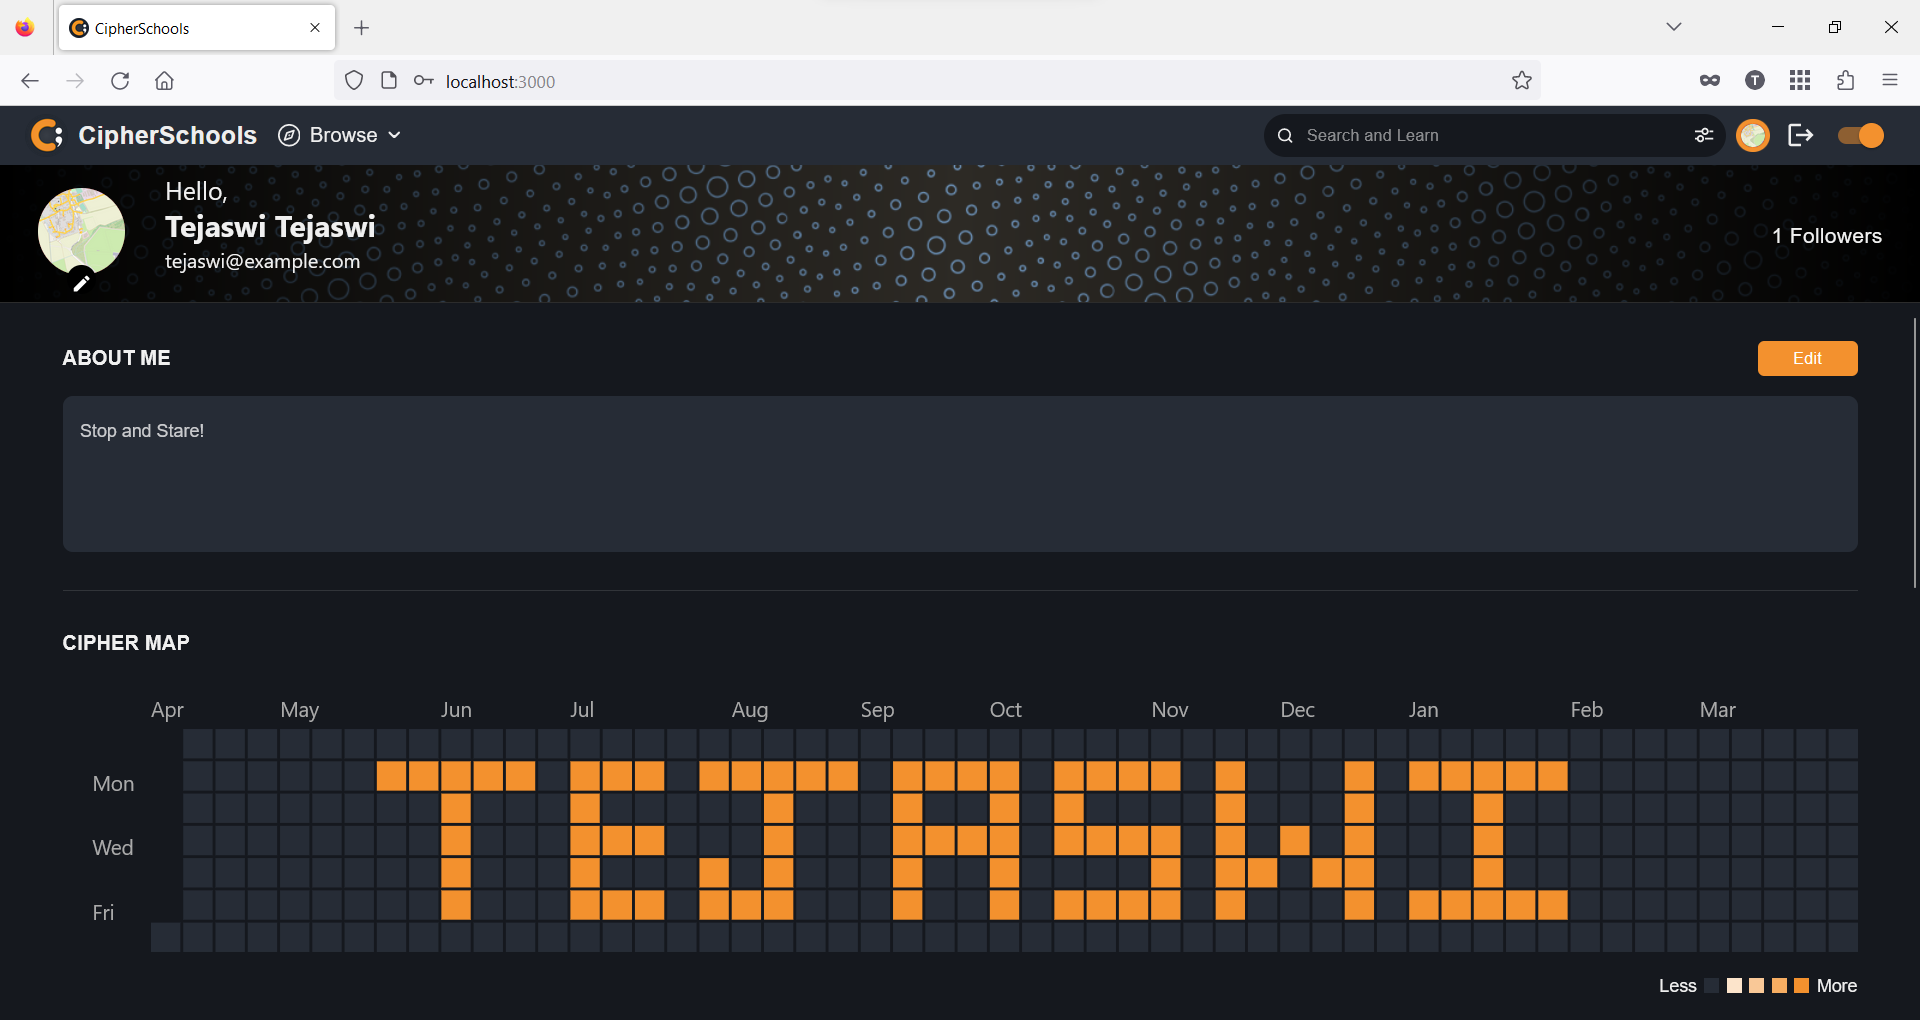 CipherSchools
localhost:3000
CipherSchools Browse Search and Learn
T
Hello,
Tejaswi Tejaswi
tejaswi@example.com
1 Followers
ABOUT ME
Edit
Stop and Stare!
CIPHER MAP
Apr May Jun Jul Aug Sep Oct Nov Dec Jan Feb Mar
Mon
Wed
Fri
TEJASWI
Less More